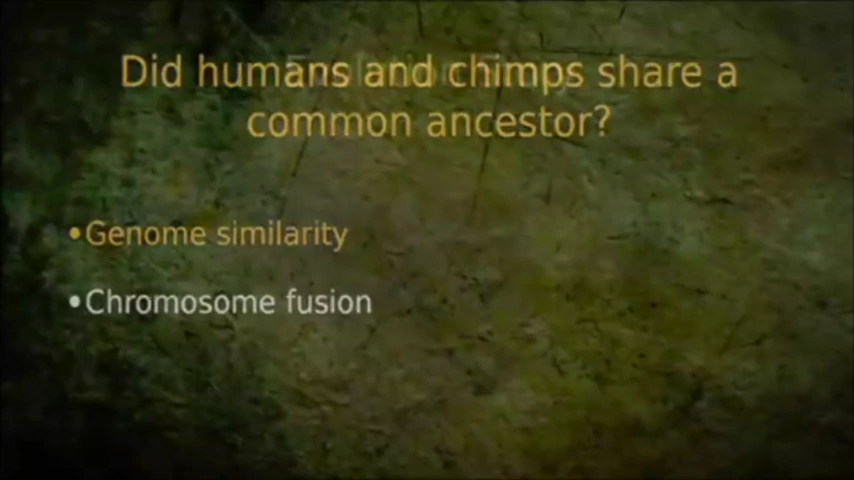 Did humans and chimps share a
common ancestor?
•Genome similarity
•Chromosome fusion